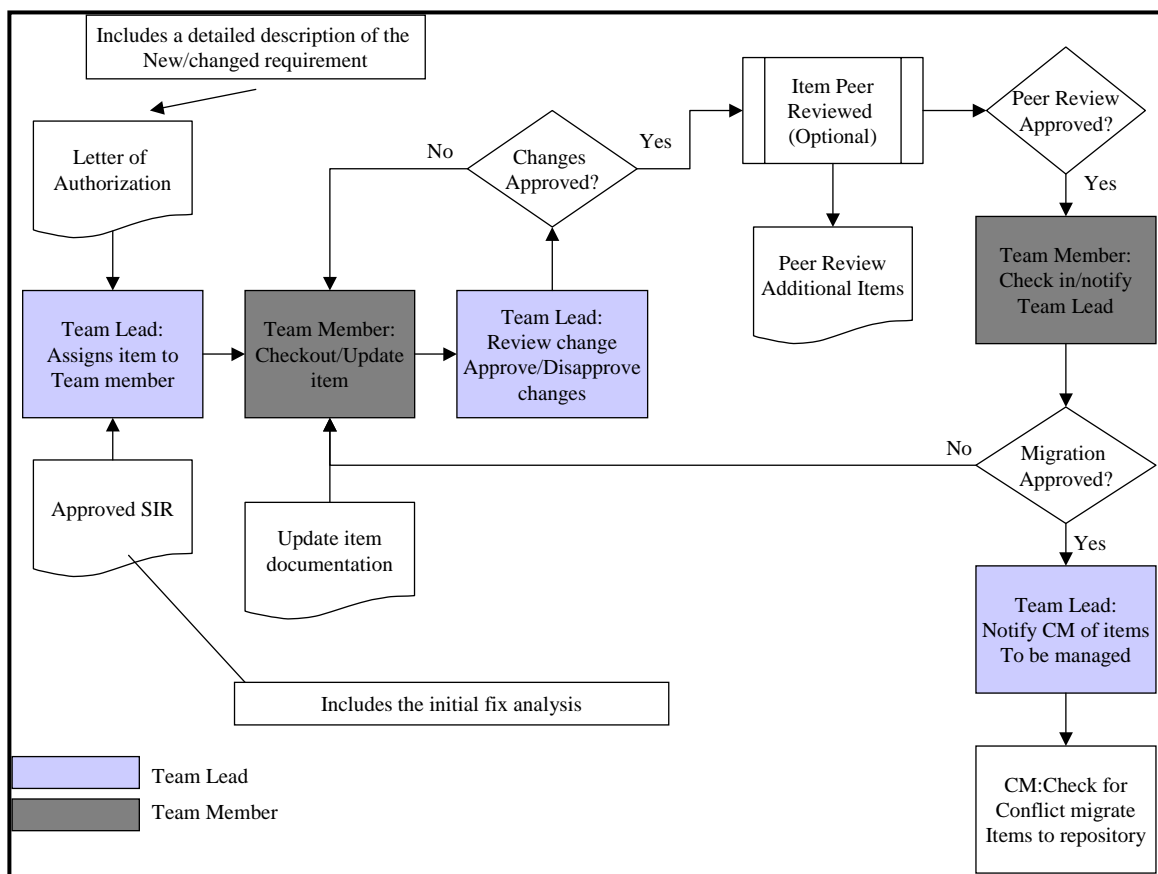 Includes a detailed description of the
New/changed requirement
Letter of
Authorization
No
Changes
Approved?
Yes
Item Peer
Reviewed
(Optional)
Peer Review
Approved?
Yes
Peer Review
Additional Items
Team Member:
Check in/notify
Team Lead
Team Lead:
Assigns item to
Team member
Team Member:
Checkout/Update
item
Team Lead:
Review change
Approve/Disapprove
changes
No
Migration
Approved?
Yes
Approved SIR
Update item
documentation
Team Lead:
Notify CM of items
To be managed
Includes the initial fix analysis
Team Lead
Team Member
CM:Check for
Conflict migrate
Items to repository